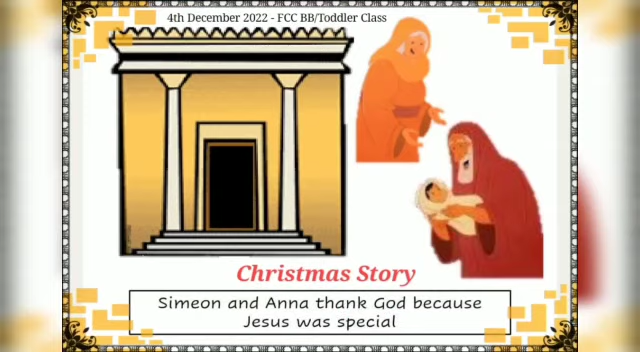 4th December 2022 - FCC BB/Toddler Class
Christmas Story
Simeon and Anna thank God because
Jesus was special